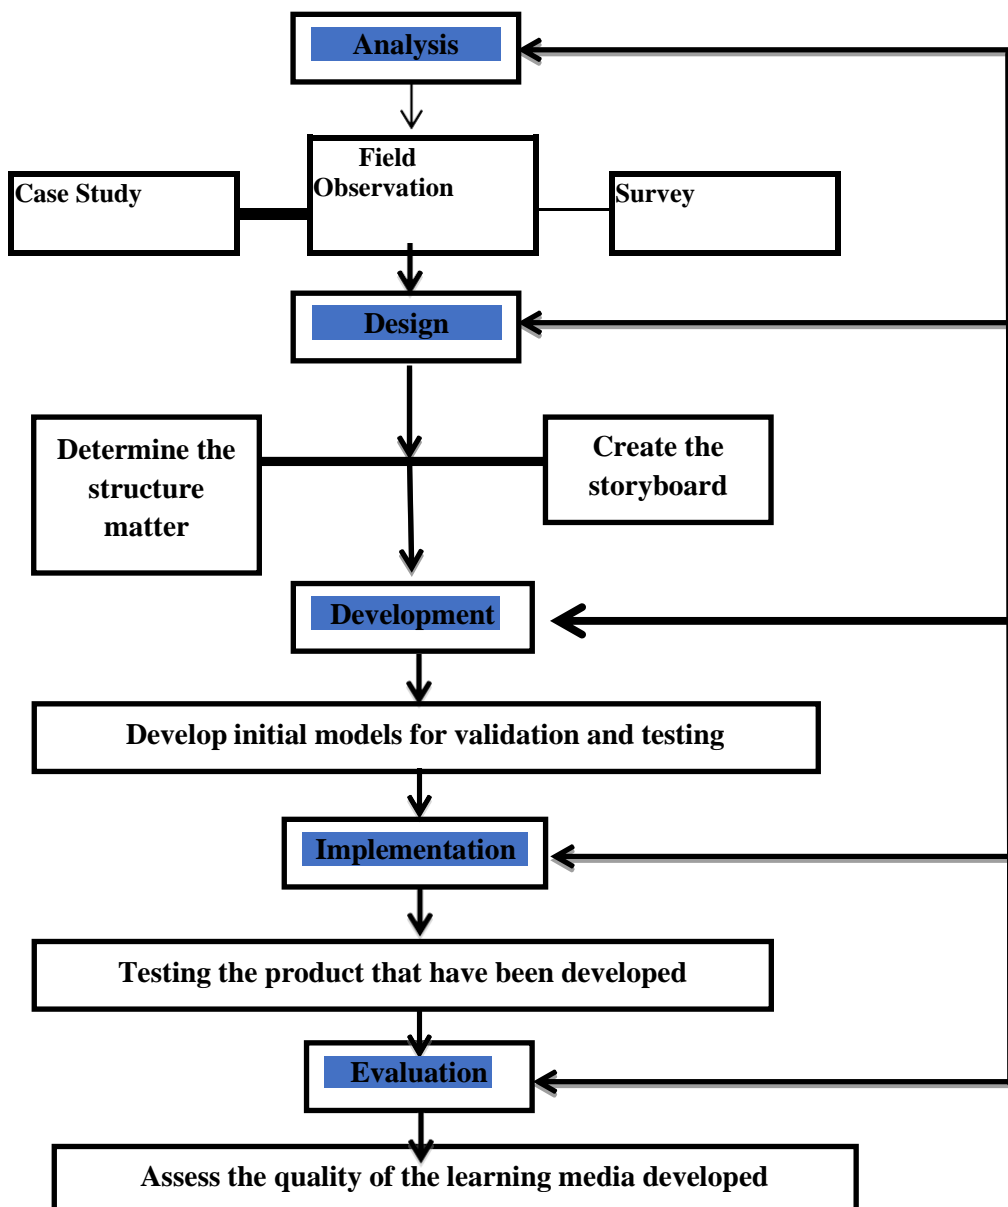 Analysis
Field
Observation
Case Study
Survey
Design
Determine the
structure
matter
Create the
storyboard
Development
Develop initial models for validation and testing
Implementation
Testing the product that have been developed
Evaluation
Assess the quality of the learning media developed